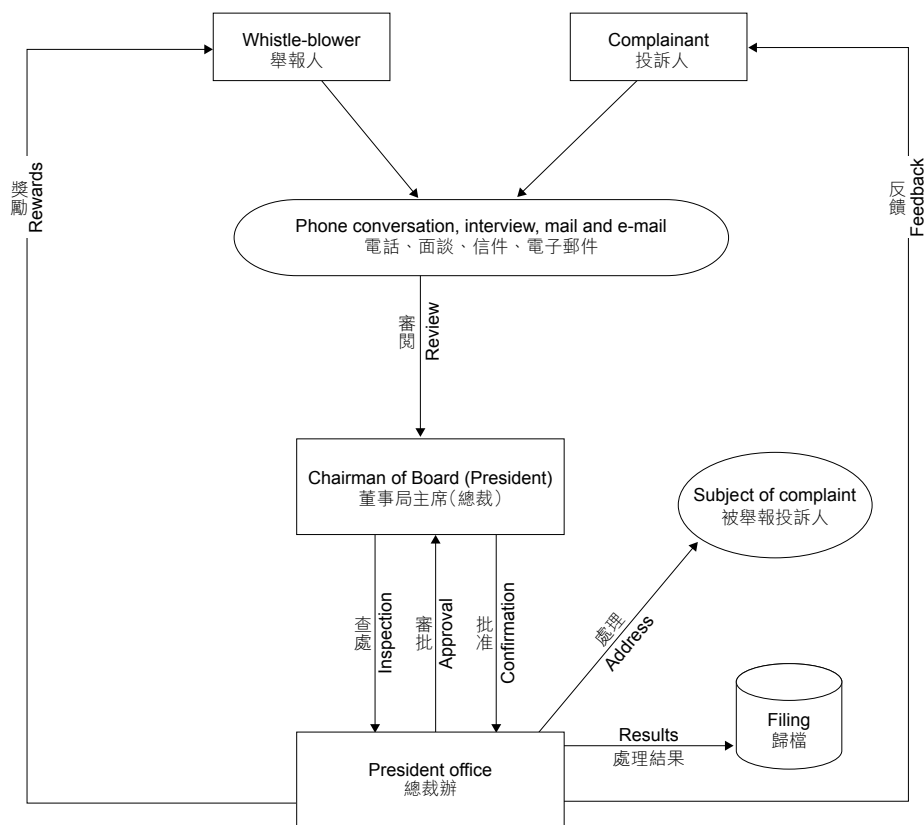 Whistle-blower
舉報人
Complainant
投訴人
獎勵
Rewards
反饋
Feedback
Phone conversation, interview, mail and e-mail
電話、面談、信件、電子郵件
審閱
Review
Chairman of Board (President)
董事局主席(總裁)
Subject of complaint
被舉報投訴人
查處
Inspection
審批
Approval
批准
Confirmation
處理
Address
Results
處理結果
Filing
歸檔
President office
總裁辦